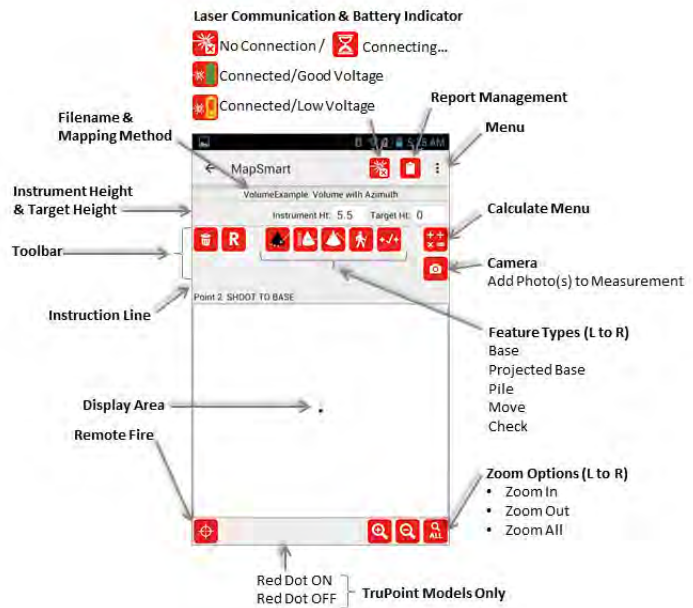 Laser Communication & Battery Indicator
No Connection / Connecting...
Connected/Good Voltage
Connected/Low Voltage
Report Management
Filename &
Mapping Method
Menu
MapSmart
VolumeExample Volume with Azimuth
Instrument Height
& Target Height
Instrument Ht: 5.5 Target Ht: 0
Calculate Menu
R
Toolbar
Camera
Add Photo(s) to Measurement
Instruction Line
Point 2 SHOOT TO BASE
Feature Types (L to R)
Base
Projected Base
Pile
Move
Check
Display Area
Remote Fire
Zoom Options (L to R)
• Zoom In
• Zoom Out
• Zoom All
ALL
Red Dot ON
Red Dot OFF
TruPoint Models Only